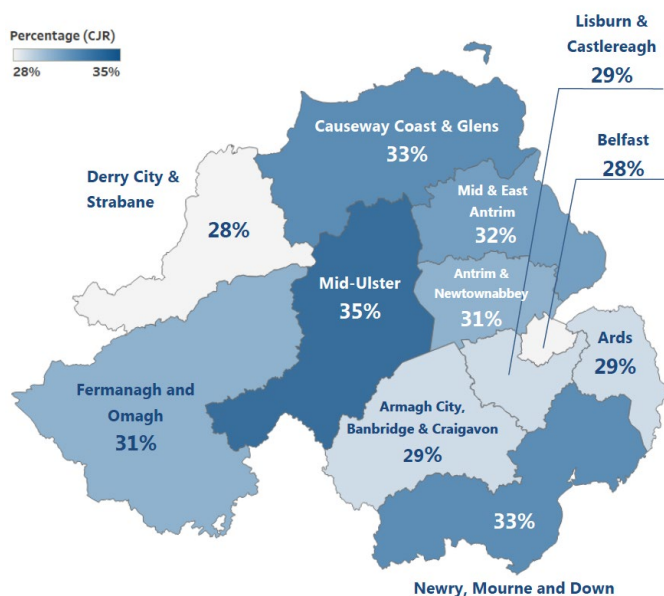 Percentage (CJR)
28% 35%
Lisburn &
Castlereagh
29%
Belfast
28%
Causeway Coast & Glens
33%
Derry City &
Strabane
28%
Mid & East
Antrim
32%
Mid-Ulster
35%
Antrim &
Newtownabbey
31%
Ards
29%
Fermanagh and
Omagh
31%
Armagh City,
Banbridge & Craigavon
29%
33%
Newry, Mourne and Down